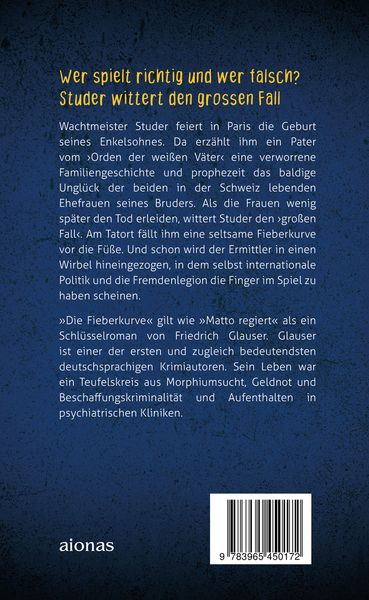 Wer spielt richtig und wer falsch?
Studer wittert den grossen Fall
Wachtmeister Studer feiert in Paris die Geburt
seines Enkelsohnes. Da erzählt ihm ein Pater
vom ›Orden der weißen Väter‹ eine verworrene
Familiengeschichte und prophezeit das baldige
Unglück der beiden in der Schweiz lebenden
Ehefrauen seines Bruders. Als die Frauen wenig
später den Tod erleiden, wittert Studer den ›großen
Fall‹. Am Tatort fällt ihm eine seltsame Fieberkurve
vor die Füße. Und schon wird der Ermittler in einen
Wirbel hineingezogen, in dem selbst internationale
Politik und die Fremdenlegion die Finger im Spiel zu
haben scheinen.
»Die Fieberkurve« gilt wie »Matto regiert« als ein
Schlüsselroman von Friedrich Glauser. Glauser
ist einer der ersten und zugleich bedeutendsten
deutschsprachigen Krimiautoren. Sein Leben war
ein Teufelskreis aus Morphiumsucht, Geldnot und
Beschaffungskriminalität und Aufenthalten in
psychiatrischen Kliniken.
aionas
9 783965 450172